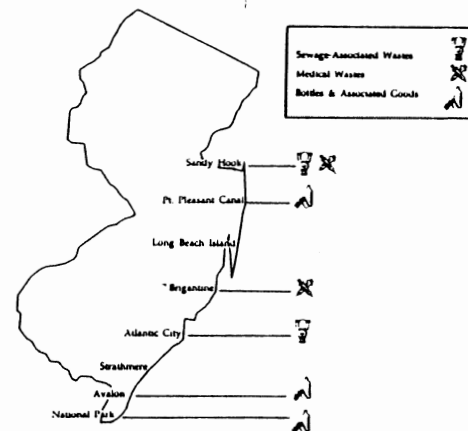 Sewage-Associated Wastes
Medical Wastes
Bottles & Associated Goods
Sandy Hook
Pt. Pleasant Canal
Long Beach Island
Brigantine
Atlantic City
Strathmere
Avalon
National Park